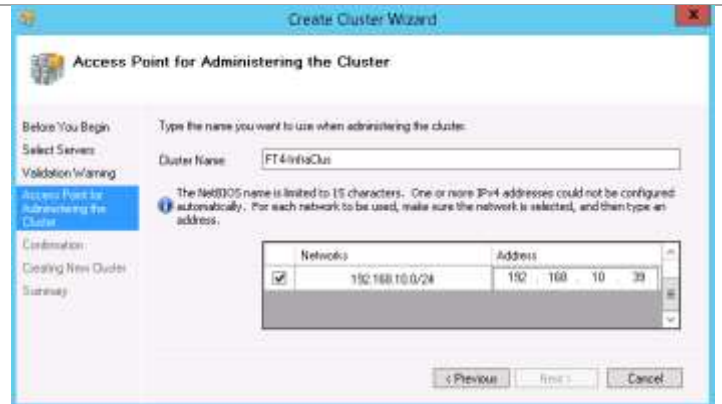 Create Cluster Wizard
Access Point for Administering the Cluster
Before You Begin
Select Servers
Validation Warning
Access Point for
Administering the
Cluster
Confirmation
Creating New Cluster
Summary
Type the name you want to use when administering the cluster.
Cluster Name
FT4-InfraClus
The NetBIOS name is limited to 15 characters. One or more IPv4 addresses could not be configured
automatically. For each network to be used, make sure the network is selected, and then type an
address.
Networks Address
192.168.10.0/24 192 . 168 . 10 . 39
< Previous Next > Cancel